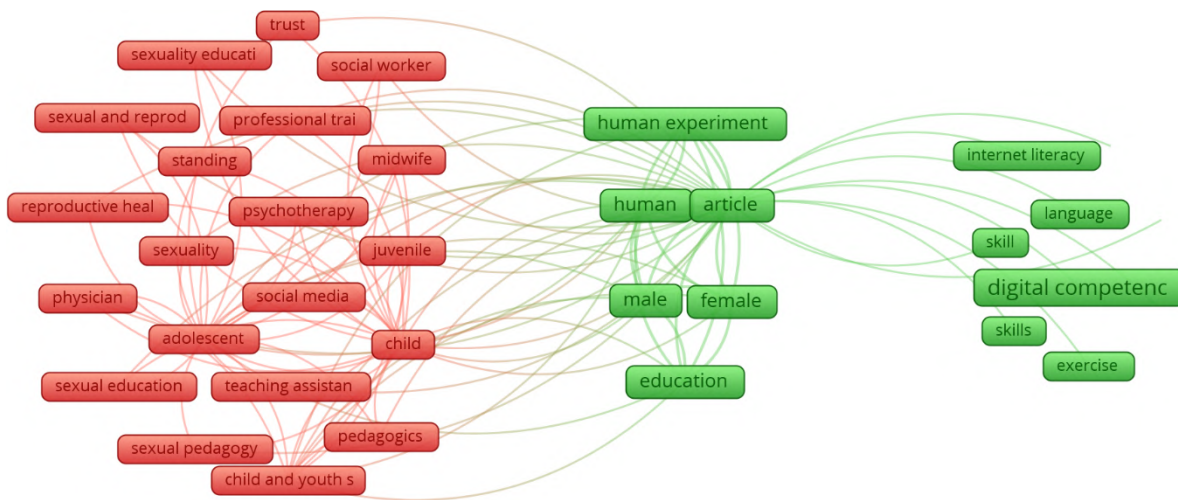 trust
sexuality educati
social worker
sexual and reprod
professional trai
human experiment
standing
midwife
internet literacy
reproductive heal
psychotherapy
human
article
language
sexuality
juvenile
skill
physician
social media
male
female
digital competenc
adolescent
child
skills
sexual education
teaching assistan
education
exercise
sexual pedagogy
pedagogics
child and youth s